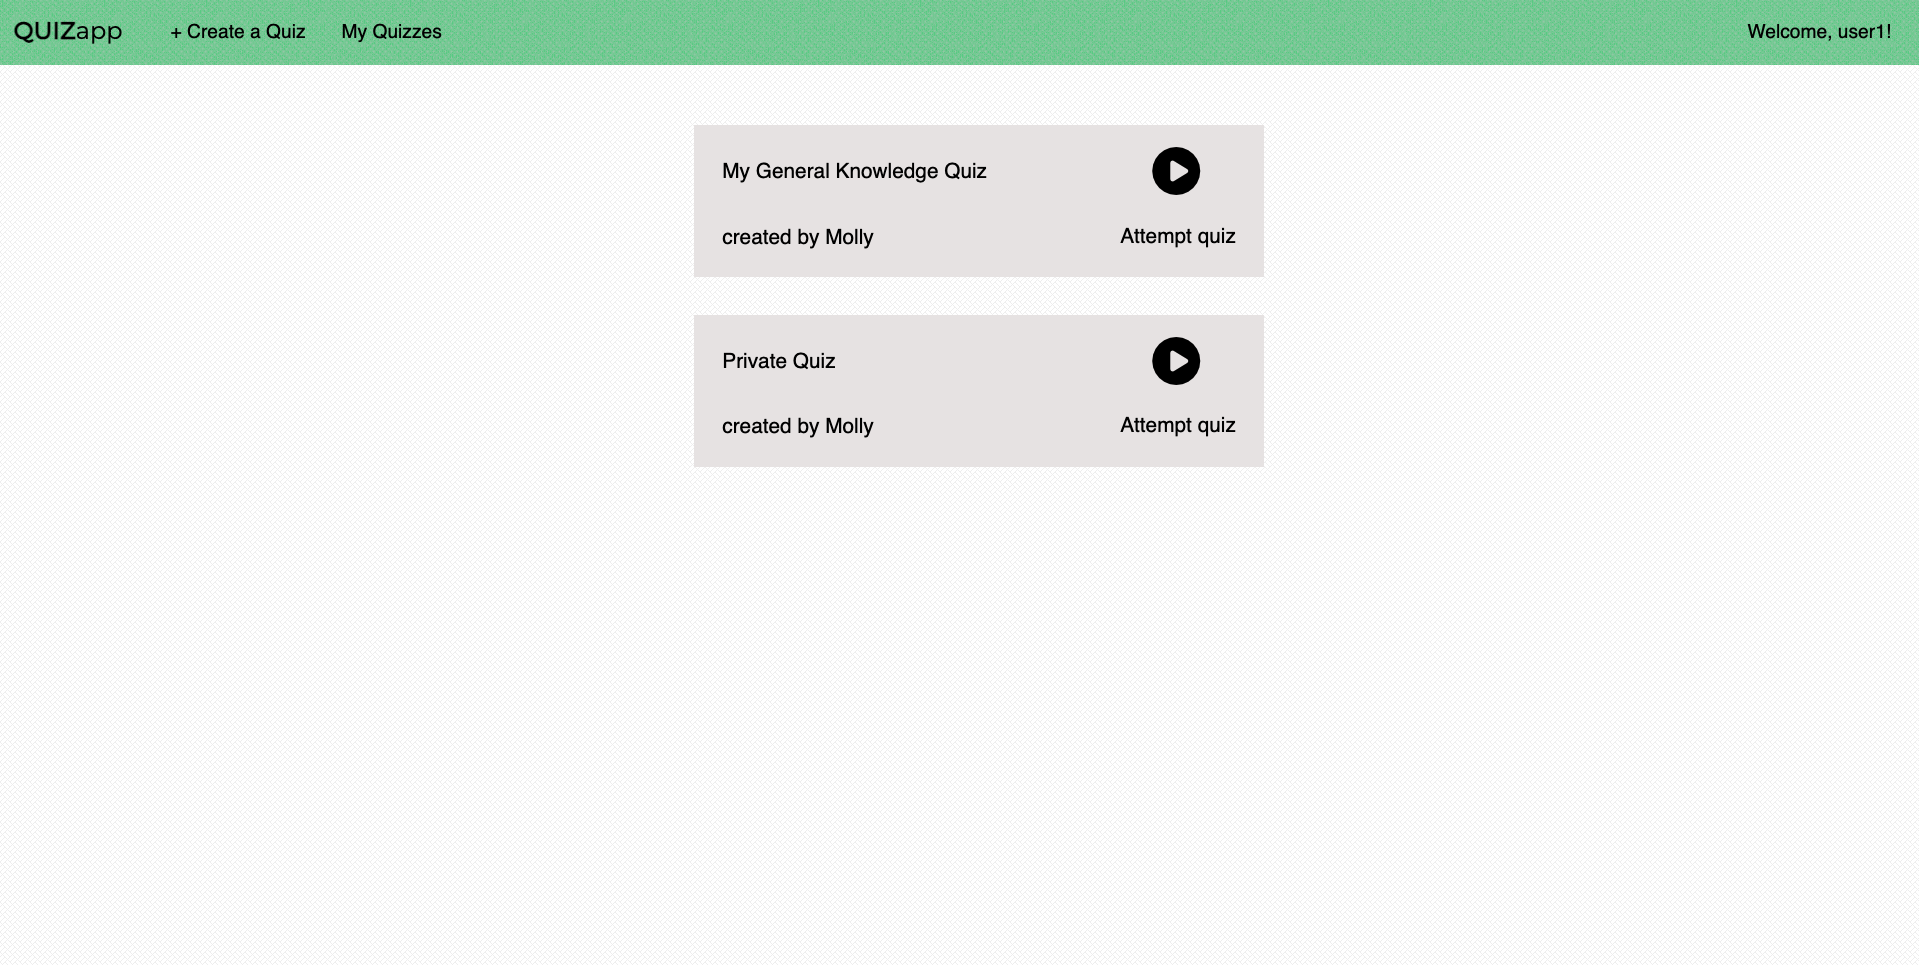 QUIZapp + Create a Quiz My Quizzes Welcome, user1!
My General Knowledge Quiz
created by Molly Attempt quiz
Private Quiz
created by Molly Attempt quiz